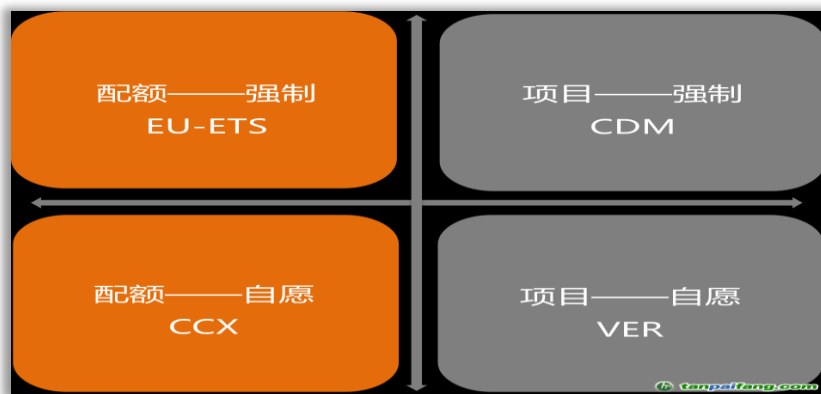 配额——强制
EU-ETS
项目——强制
CDM
配额——自愿
CCX
项目——自愿
VER
tanpaifang.com